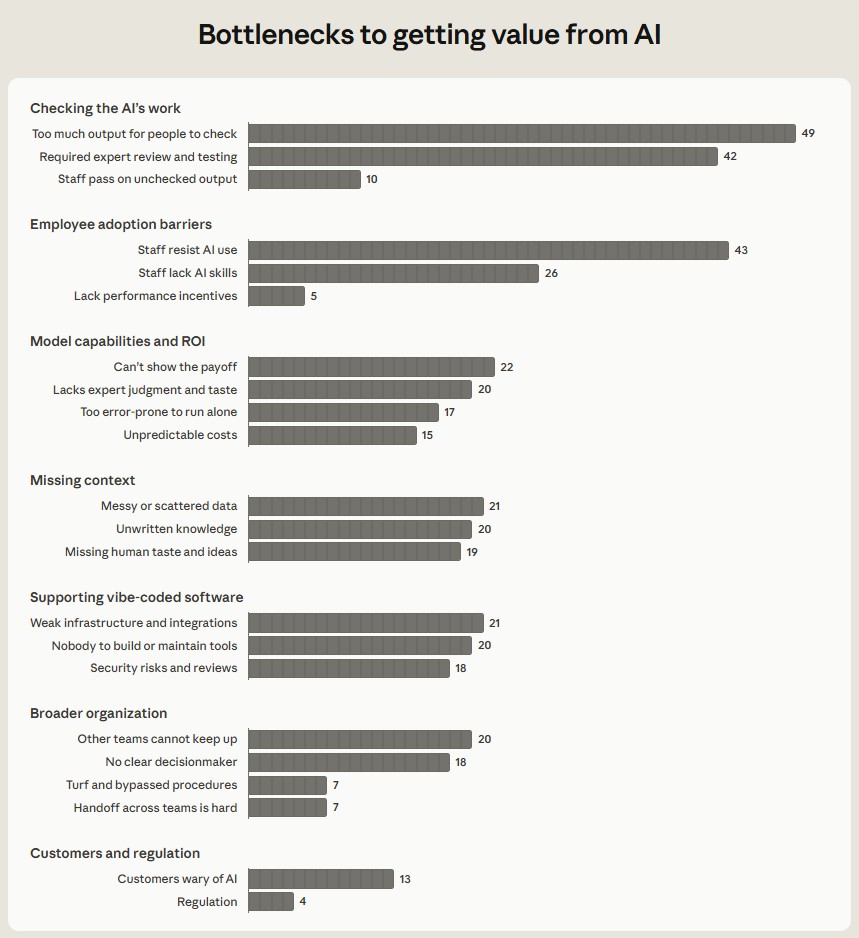 Bottlenecks to getting value from AI
Checking the AI’s work
Too much output for people to check 49
Required expert review and testing 42
Staff pass on unchecked output 10
Employee adoption barriers
Staff resist AI use 43
Staff lack AI skills 26
Lack performance incentives 5
Model capabilities and ROI
Can’t show the payoff 22
Lacks expert judgment and taste 20
Too error-prone to run alone 17
Unpredictable costs 15
Missing context
Messy or scattered data 21
Unwritten knowledge 20
Missing human taste and ideas 19
Supporting vibe-coded software
Weak infrastructure and integrations 21
Nobody to build or maintain tools 20
Security risks and reviews 18
Broader organization
Other teams cannot keep up 20
No clear decisionmaker 18
Turf and bypassed procedures 7
Handoff across teams is hard 7
Customers and regulation
Customers wary of AI 13
Regulation 4